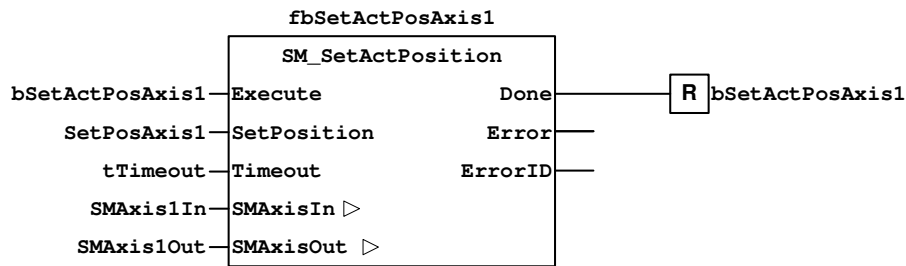 fbSetActPosAxis1
SM_SetActPosition
bSetActPosAxis1 Execute Done R bSetActPosAxis1
SetPosAxis1 SetPosition Error
tTimeout Timeout ErrorID
SMAxis1In SMAxisIn
SMAxis1Out SMAxisOut